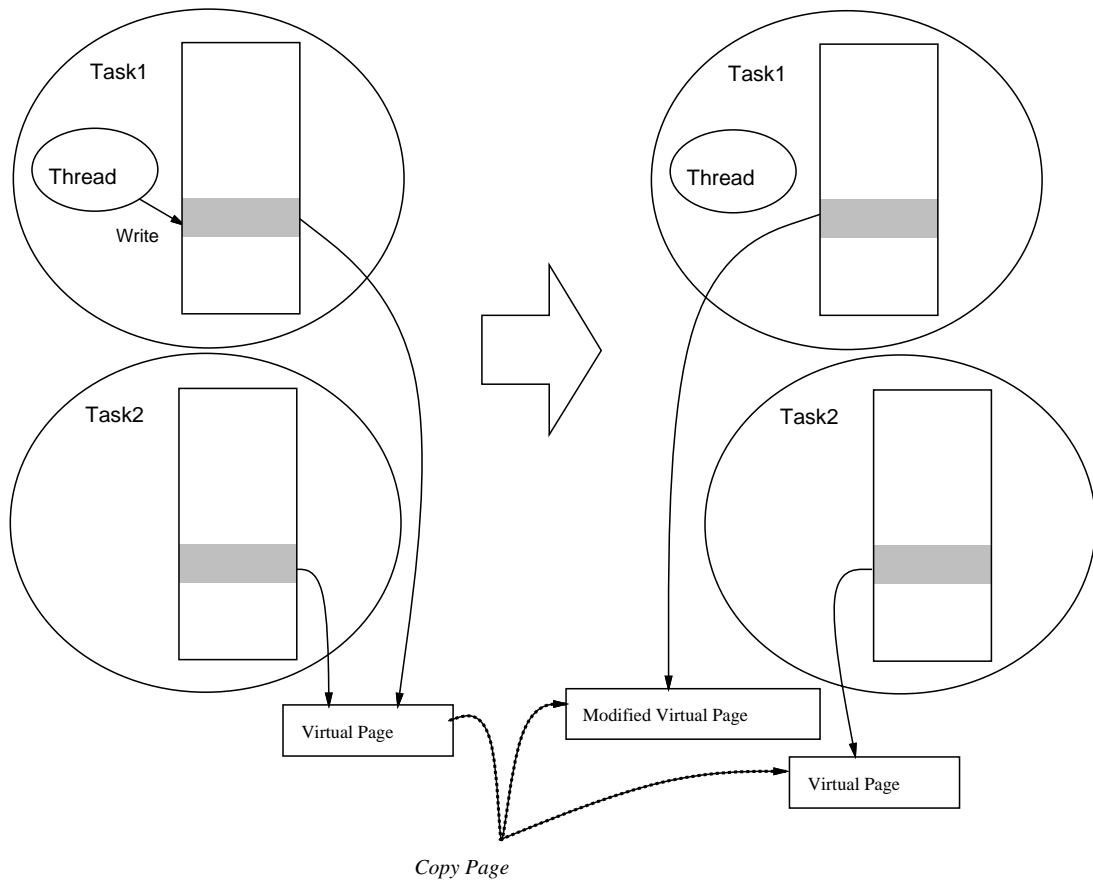 Task1
Thread
Write
Task2
Virtual Page
Task1
Thread
Task2
Modified Virtual Page
Virtual Page
Copy Page